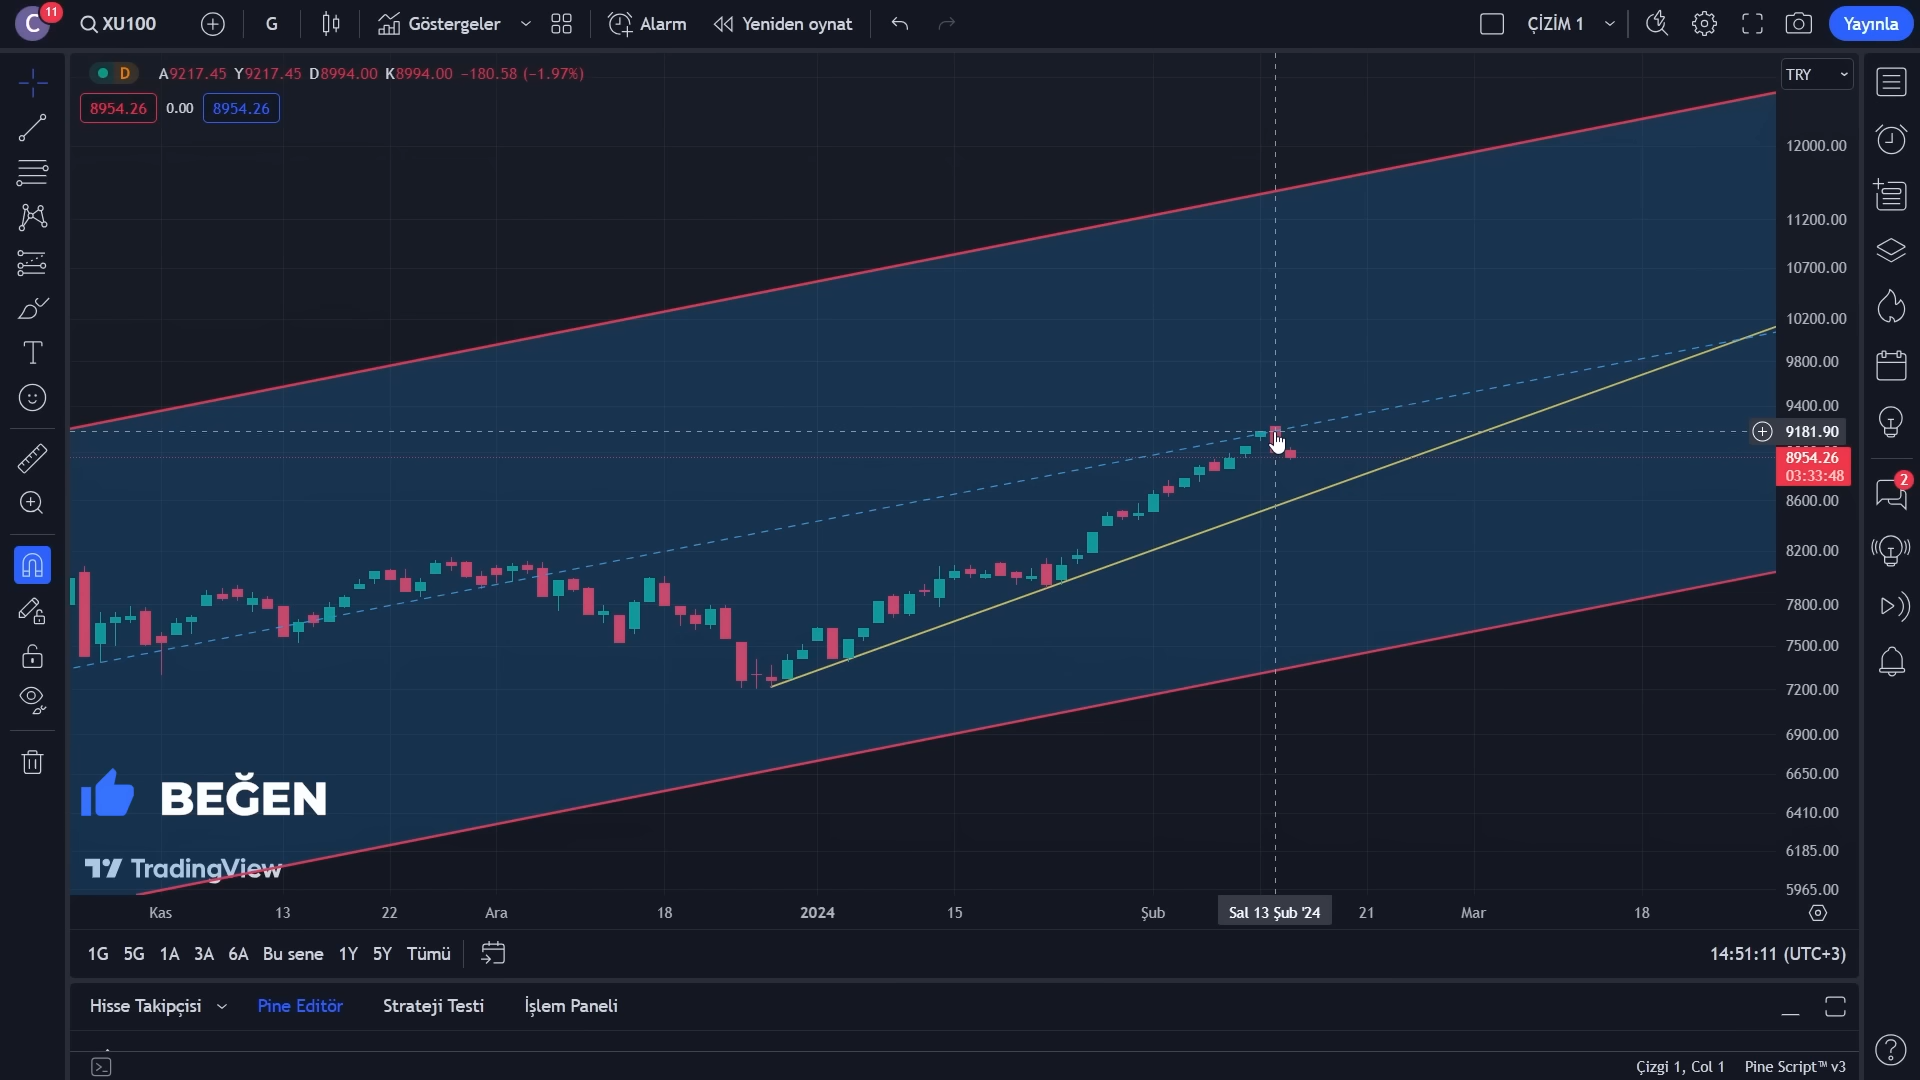 C
11
XU100
G
Göstergeler
Alarm
Yeniden oynat
ÇİZİM 1
Yayınla
D
A9217.45 Y9217.45 D8994.00 K8994.00 −180.58 (−1.97%)
8954.26 0.00 8954.26
TRY
12000.00
11200.00
10700.00
10200.00
9800.00
9400.00
9181.90
8954.26
03:33:48
8600.00
8200.00
7800.00
7500.00
7200.00
6900.00
6650.00
6410.00
6185.00
5965.00
2
BEĞEN
TradingView
Kas 13 22 Ara 18 2024 15 Şub Sal 13 Şub '24 21 Mar 18
1G 5G 1A 3A 6A Bu sene 1Y 5Y Tümü
14:51:11 (UTC+3)
Hisse Takipçisi Pine Editör Strateji Testi İşlem Paneli
Çizgi 1, Col 1 Pine Script™ v3